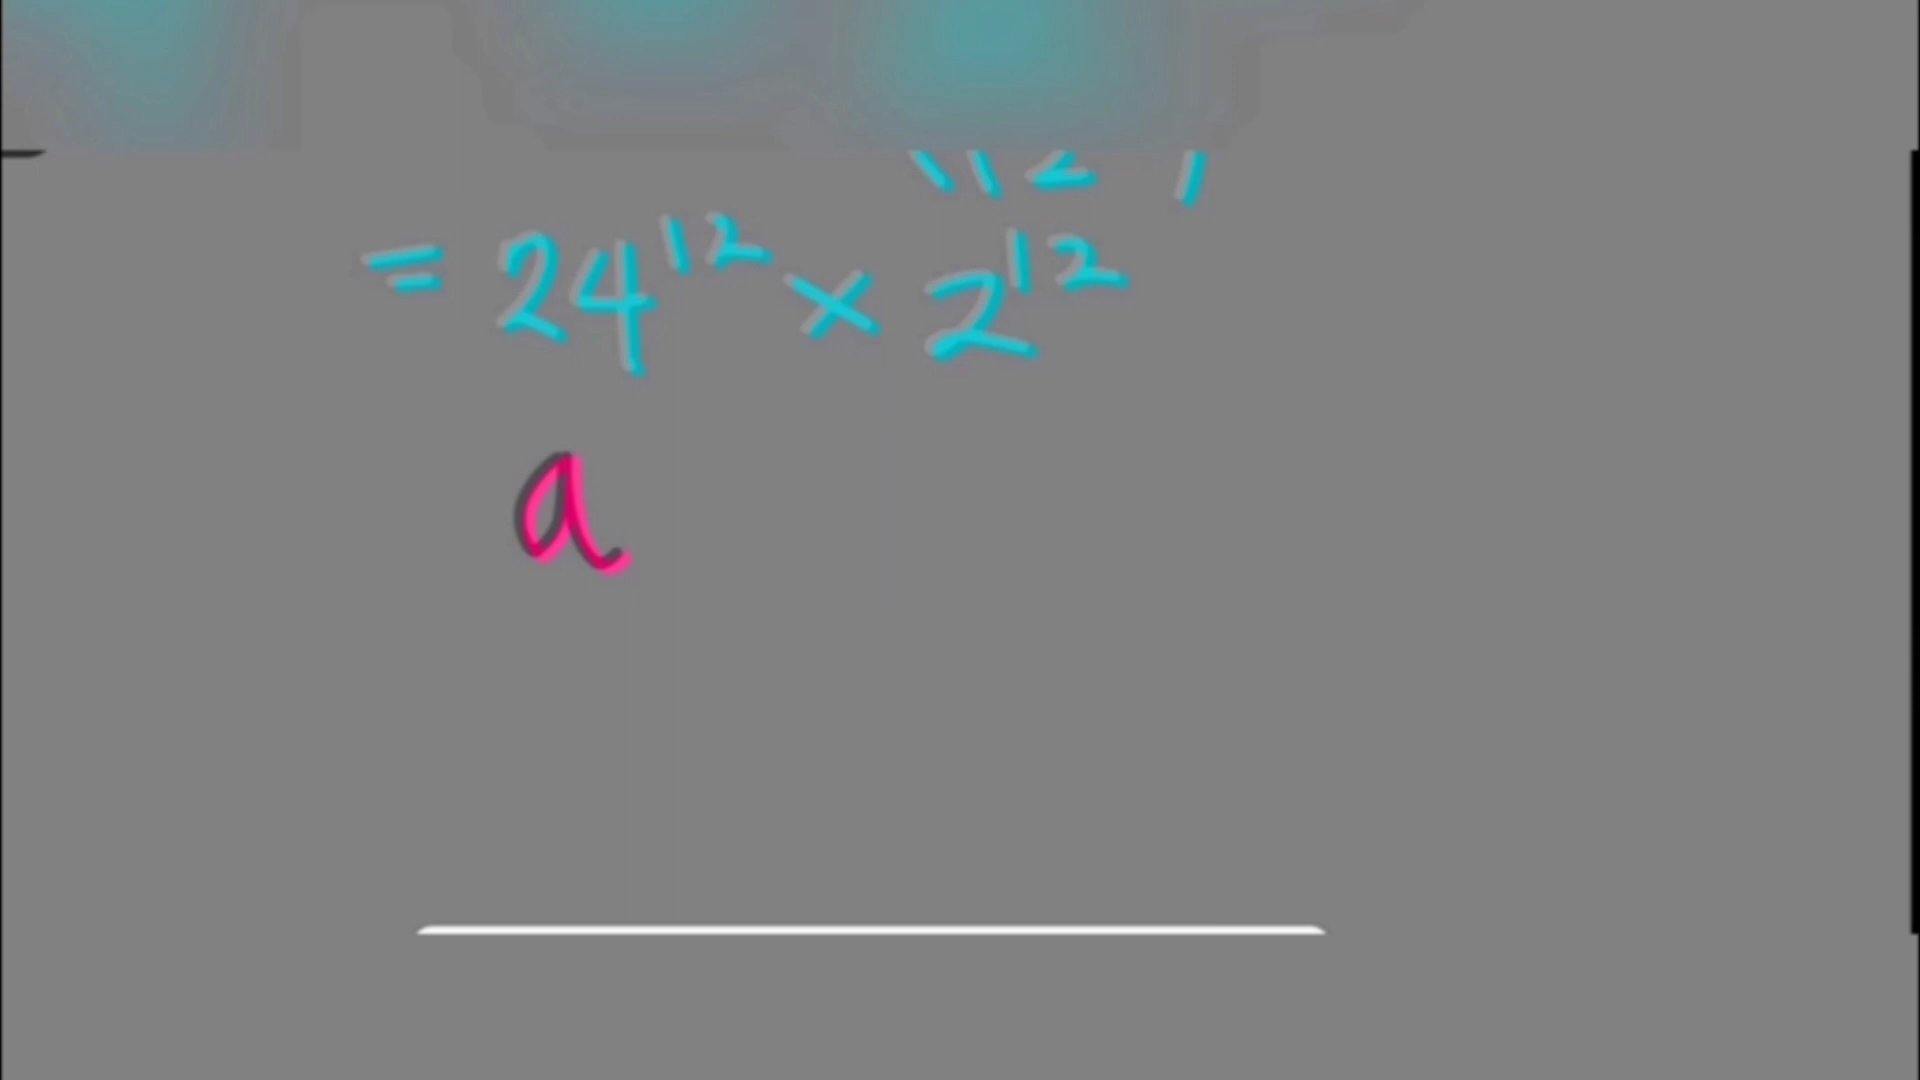 = 24¹² × 2¹²
a